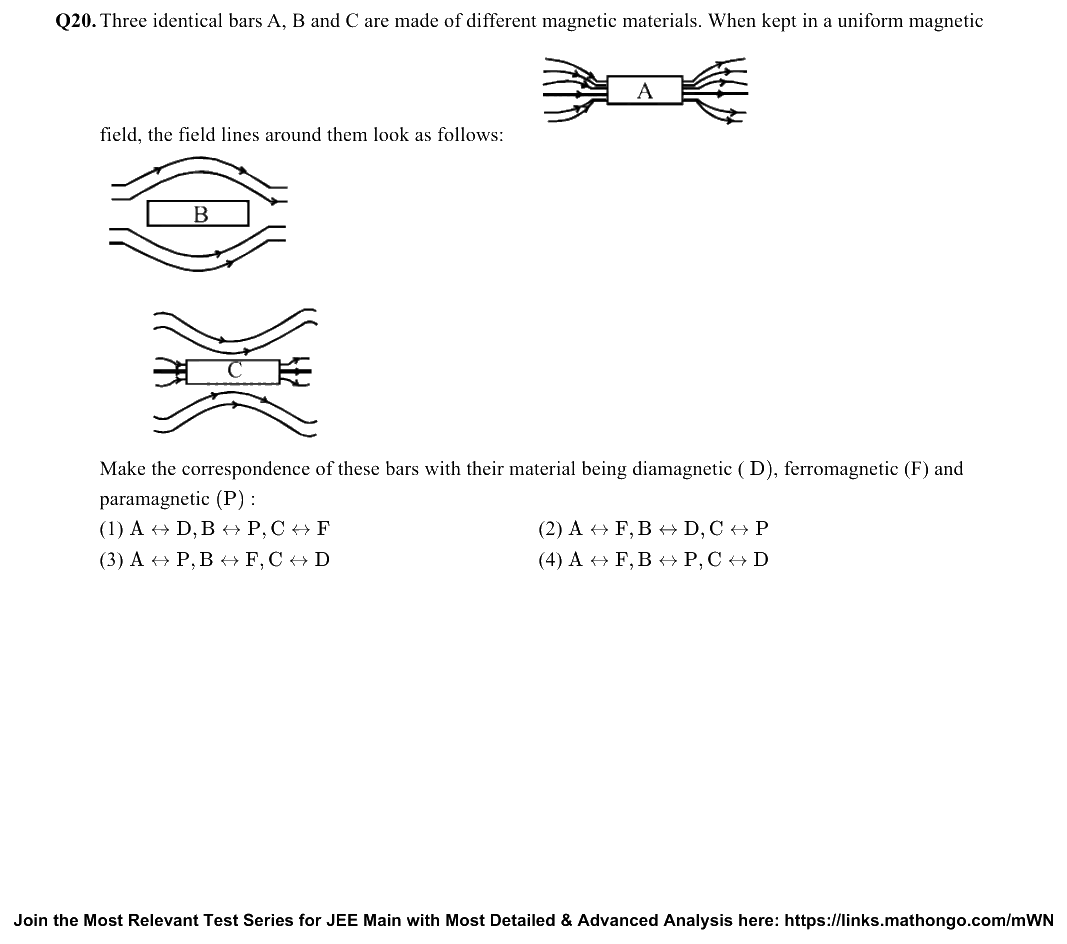 Q20. Three identical bars A, B and C are made of different magnetic materials. When kept in a uniform magnetic
A
field, the field lines around them look as follows:
B
C
Make the correspondence of these bars with their material being diamagnetic ( D), ferromagnetic (F) and
paramagnetic (P) :
(1) A ↔ D, B ↔ P, C ↔ F
(2) A ↔ F, B ↔ D, C ↔ P
(3) A ↔ P, B ↔ F, C ↔ D
(4) A ↔ F, B ↔ P, C ↔ D
Join the Most Relevant Test Series for JEE Main with Most Detailed & Advanced Analysis here: https://links.mathongo.com/mWN